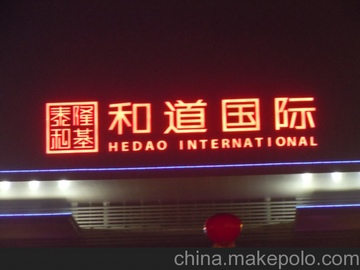 泰隆
和基
和道国际
HEDAO INTERNATIONAL
china.makepolo.com